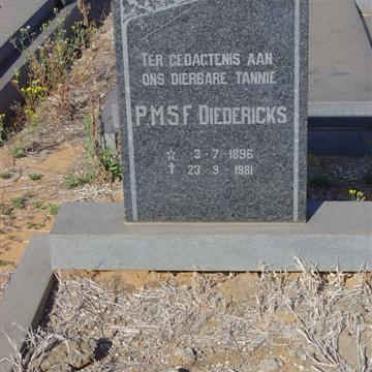 TER GEDAGTENIS AAN
ONS DIERBARE TANNIE
P.M.S.F. DIEDERICKS
☆ 3-7-1896
† 23-9-1981